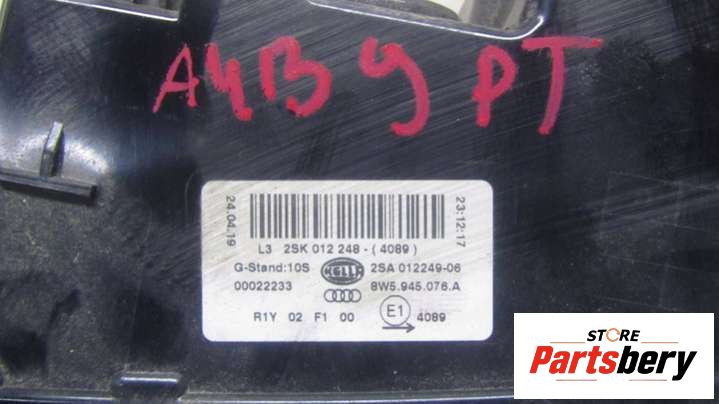 A4B9 PT
24.04.19
23:12:17
L3 2SK 012 248 - ( 4089 )
G-Stand:10S HELLA 2SA 012249-06
00022233 8W5.945.076.A
R1Y 02 F1 00 E1 4089
STORE
Partsbery